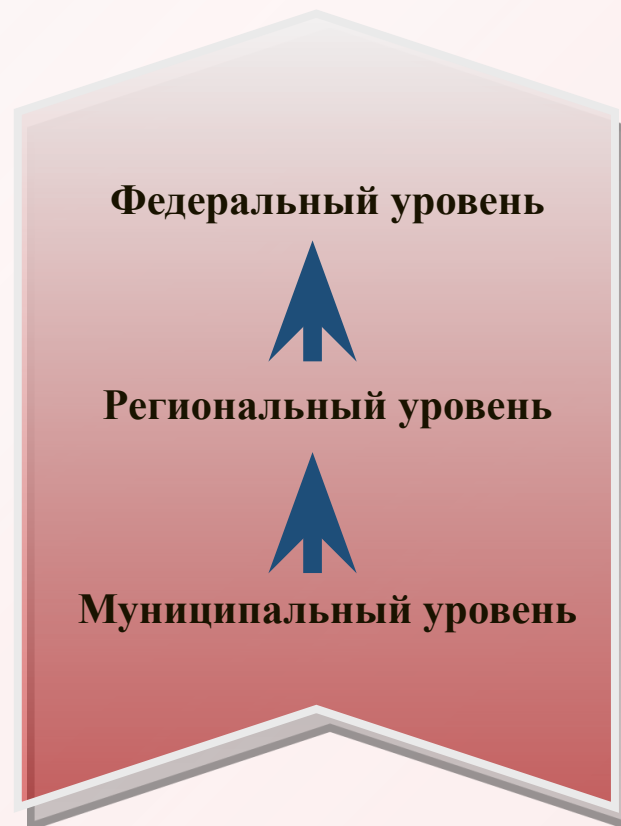 Федеральный уровень
Региональный уровень
Муниципальный уровень